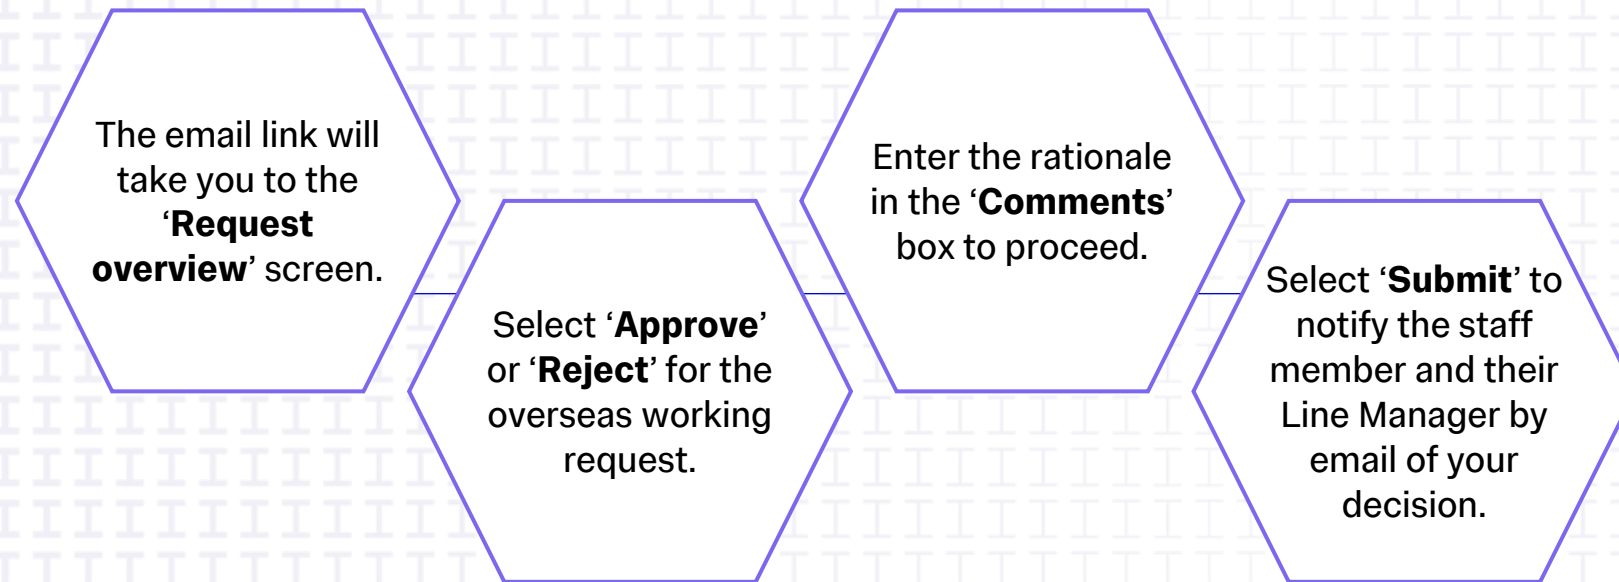 The email link will
take you to the
‘Request
overview’ screen.
Select ‘Approve’
or ‘Reject’ for the
overseas working
request.
Enter the rationale
in the ‘Comments’
box to proceed.
Select ‘Submit’ to
notify the staff
member and their
Line Manager by
email of your
decision.